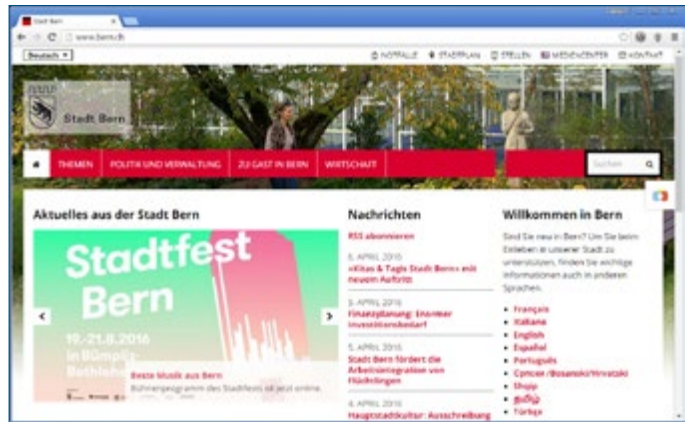 Stadt Bern
www.bern.ch
Deutsch
NOTFÄLLE
STADTPLAN
STELLEN
MEDIENCENTER
KONTAKT
Stadt Bern
THEMEN
POLITIK UND VERWALTUNG
ZU GAST IN BERN
WIRTSCHAFT
Suchen
Aktuelles aus der Stadt Bern
Stadtfest
Bern
19.-21.8.2016
in Bümpliz-
Bethlehem
Beste Musik aus Bern
Bühnenprogramm des Stadtfests ist jetzt online.
Nachrichten
RSS abonnieren
6. APRIL 2016
«Kitas & Tagis Stadt Bern» mit
neuem Auftritt
5. APRIL 2016
Finanzplanung: Enormer
Investitionsbedarf
5. APRIL 2016
Stadt Bern fördert die
Arbeitsintegration von
Flüchtlingen
4. APRIL 2016
Hauptstadtkultur: Ausschreibung
Willkommen in Bern
Sind Sie neu in Bern? Um Sie beim
Einleben in unserer Stadt zu
unterstützen, finden Sie wichtige
Informationen auch in anderen
Sprachen.
Français
Italiano
English
Español
Português
Српски /Bosanski/Hrvatski
Shqip
தமிழ்
Türkçe